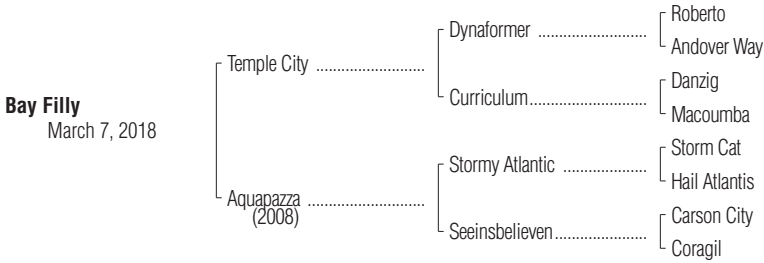 Roberto
Dynaformer ..........................
Andover Way
Temple City ..........................
Danzig
Curriculum............................
Macoumba
Bay Filly
March 7, 2018
Storm Cat
Stormy Atlantic ....................
Hail Atlantis
Aquapazza ............................
(2008)
Carson City
Seeinsbelieven......................
Coragil